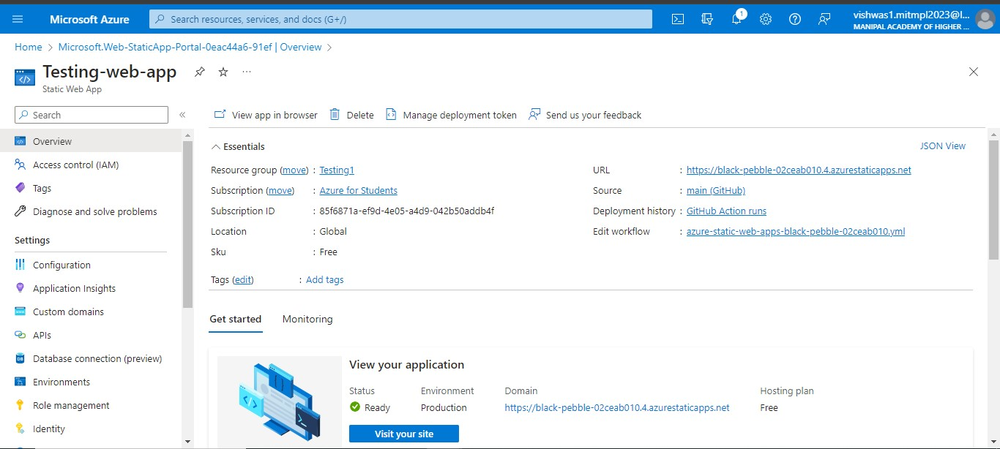 Microsoft Azure
Search resources, services, and docs (G+/)
1
vishwas1.mitmpl2023@l...
MANIPAL ACADEMY OF HIGHER ...
Home > Microsoft.Web-StaticApp-Portal-0eac44a6-91ef | Overview >
Testing-web-app
Static Web App
Search
«
View app in browser
Delete
Manage deployment token
Send us your feedback
Overview
Access control (IAM)
Tags
Diagnose and solve problems
Settings
Configuration
Application Insights
Custom domains
APIs
Database connection (preview)
Environments
Role management
Identity
Essentials
JSON View
Resource group (move) : Testing1
Subscription (move) : Azure for Students
Subscription ID : 85f6871a-ef9d-4e05-a4d9-042b50addb4f
Location : Global
Sku : Free
URL : https://black-pebble-02ceab010.4.azurestaticapps.net
Source : main (GitHub)
Deployment history : GitHub Action runs
Edit workflow : azure-static-web-apps-black-pebble-02ceab010.yml
Tags (edit) : Add tags
Get started
Monitoring
View your application
Status Environment Domain Hosting plan
Ready Production https://black-pebble-02ceab010.4.azurestaticapps.net Free
Visit your site